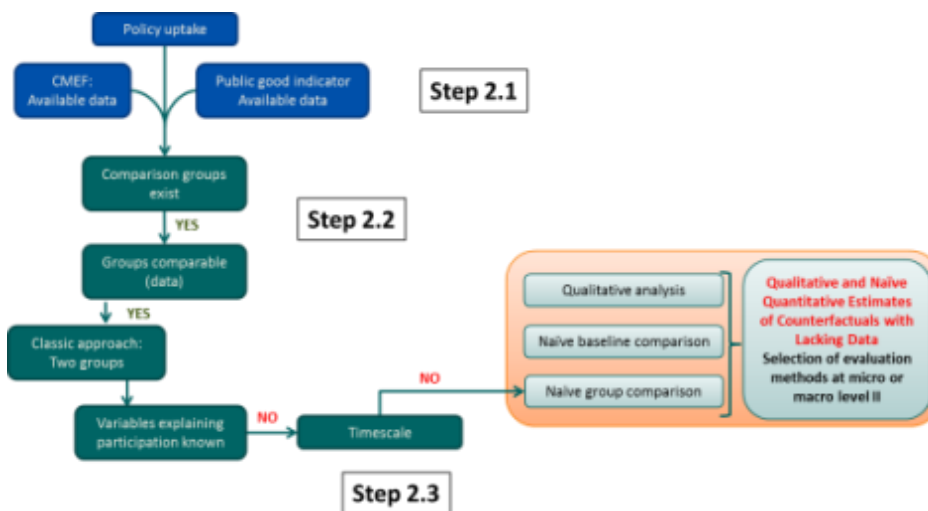 Policy uptake
CMEF:
Available data
Public good indicator
Available data
Step 2.1
Comparison groups
exist
YES
Step 2.2
Groups comparable
(data)
YES
Classic approach:
Two groups
Variables explaining
participation known
NO
Timescale
NO
Step 2.3
Qualitative analysis
Naïve baseline comparison
Naïve group comparison
Qualitative and Naïve
Quantitative Estimates
of Counterfactuals with
Lacking Data
Selection of evaluation
methods at micro or
macro level II